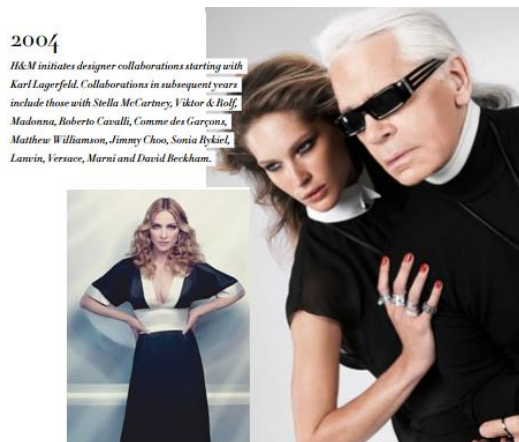 2004
H&M initiates designer collaborations starting with
Karl Lagerfeld. Collaborations in subsequent years
include those with Stella McCartney, Viktor & Rolf,
Madonna, Roberto Cavalli, Comme des Garçons,
Matthew Williamson, Jimmy Choo, Sonia Rykiel,
Lanvin, Versace, Marni and David Beckham.